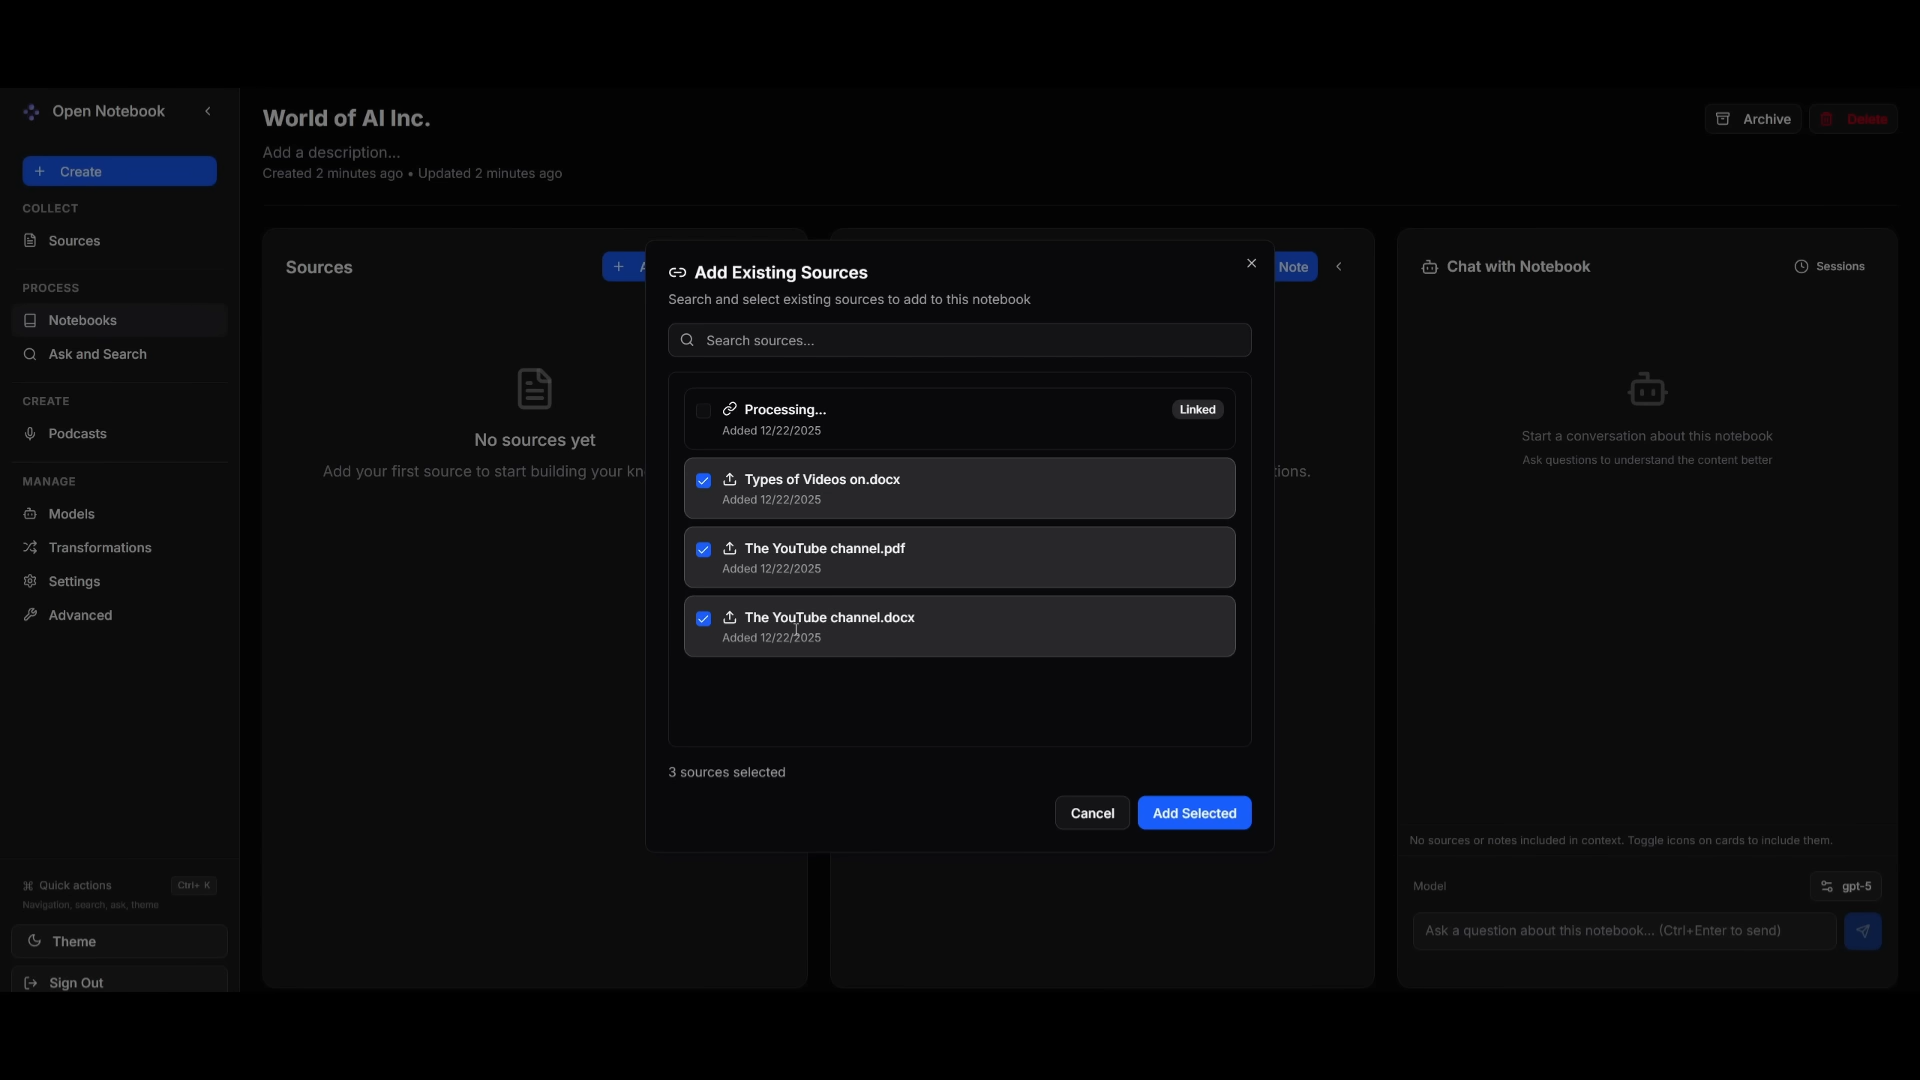 Open Notebook
Create
COLLECT
Sources
PROCESS
Notebooks
Ask and Search
CREATE
Podcasts
MANAGE
Models
Transformations
Settings
Advanced
Quick actions
Ctrl+ K
Navigation, search, ask, theme
Theme
Sign Out
World of AI Inc.
Add a description...
Created 2 minutes ago • Updated 2 minutes ago
Archive
Delete
Sources
No sources yet
Add your first source to start building your
Add Existing Sources
Search and select existing sources to add to this notebook
Search sources...
Processing...
Linked
Added 12/22/2025
Types of Videos on.docx
Added 12/22/2025
The YouTube channel.pdf
Added 12/22/2025
The YouTube channel.docx
Added 12/22/2025
3 sources selected
Cancel
Add Selected
Note
Chat with Notebook
Sessions
Start a conversation about this notebook
Ask questions to understand the content better
No sources or notes included in context. Toggle icons on cards to include them.
Model
gpt-5
Ask a question about this notebook... (Ctrl+Enter to send)